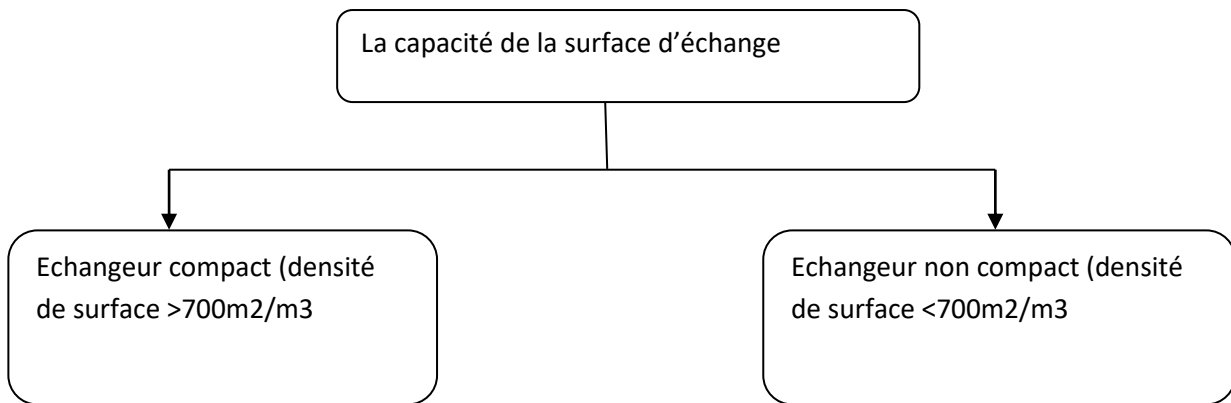 La capacité de la surface d’échange
Echangeur compact (densité
de surface >700m2/m3
Echangeur non compact (densité
de surface <700m2/m3